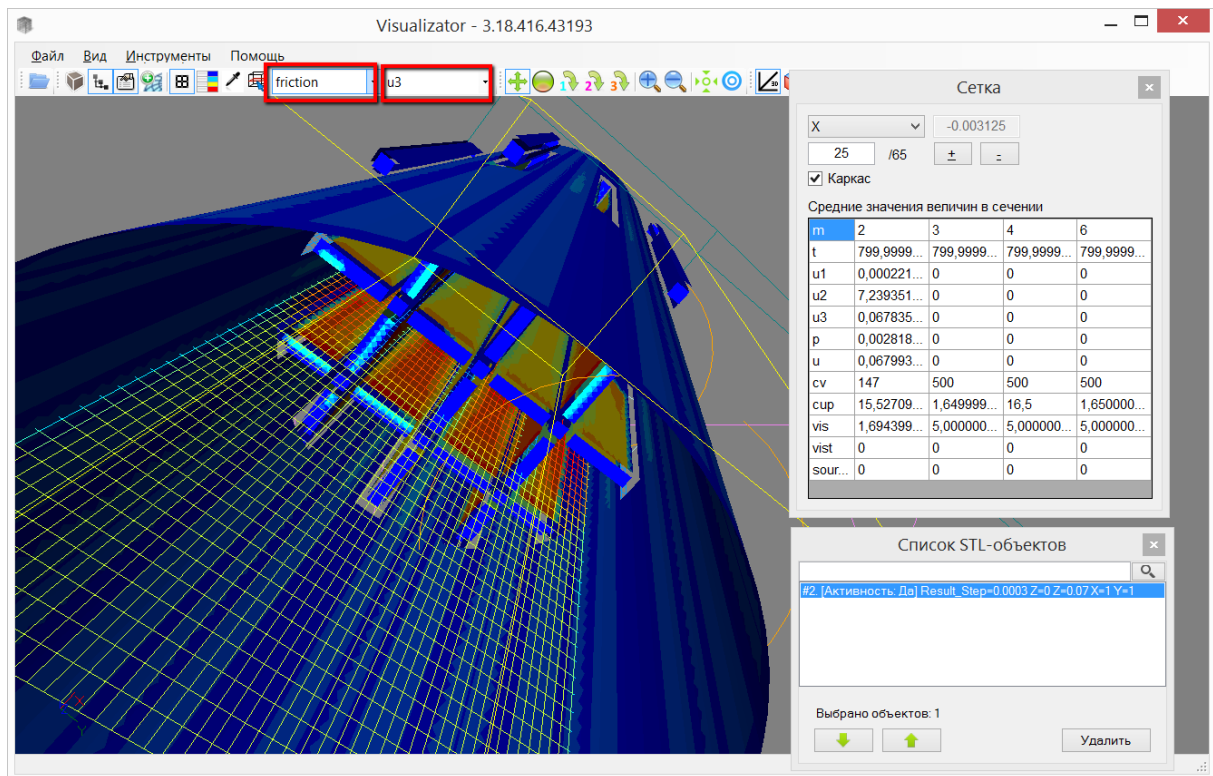 Visualizator - 3.18.416.43193
Файл Вид Инструменты Помощь
friction u3
Сетка
X -0.003125
25 /65 + -
Каркас
Средние значения величин в сечении
m 2 3 4 6
t 799,9999... 799,9999... 799,9999... 799,9999...
u1 0,000221... 0 0 0
u2 7,239351... 0 0 0
u3 0,067835... 0 0 0
p 0,002818... 0 0 0
u 0,067993... 0 0 0
cv 147 500 500 500
cup 15,52709... 1,649999... 16,5 1,650000...
vis 1,694399... 5,000000... 5,000000... 5,000000...
vist 0 0 0 0
sour... 0 0 0 0
Список STL-объектов
#2. [Активность: Да] Result_Step=0.0003 Z=0 Z=0.07 X=1 Y=1
Выбрано объектов: 1
Удалить